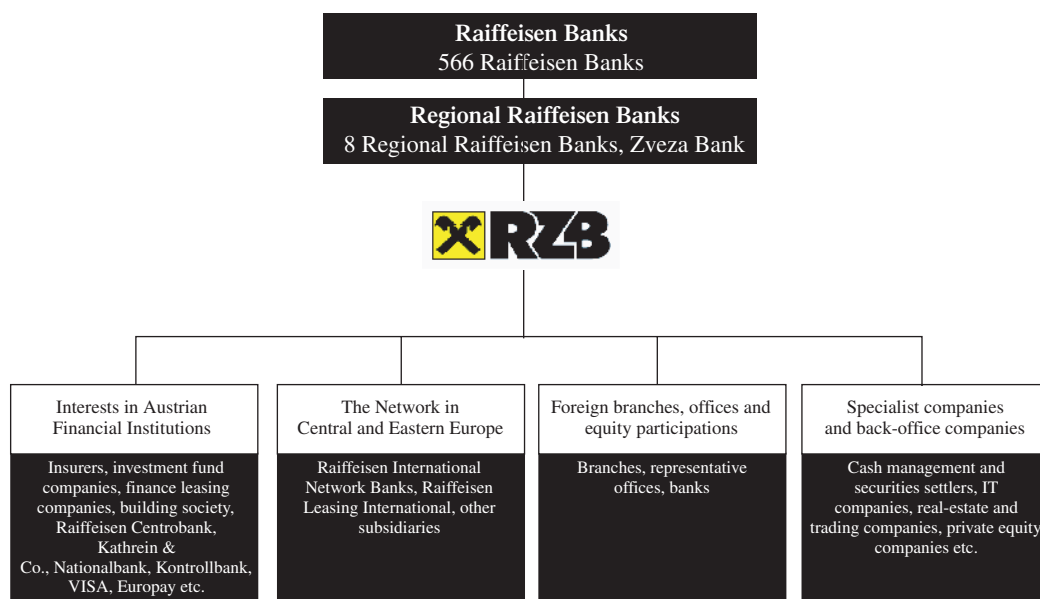 Raiffeisen Banks
566 Raiffeisen Banks
Regional Raiffeisen Banks
8 Regional Raiffeisen Banks, Zveza Bank
RZB
Interests in Austrian
Financial Institutions
Insurers, investment fund
companies, finance leasing
companies, building society,
Raiffeisen Centrobank,
Kathrein &
Co., Nationalbank, Kontrollbank,
VISA, Europay etc.
The Network in
Central and Eastern Europe
Raiffeisen International
Network Banks, Raiffeisen
Leasing International, other
subsidiaries
Foreign branches, offices and
equity participations
Branches, representative
offices, banks
Specialist companies
and back-office companies
Cash management and
securities settlers, IT
companies, real-estate and
trading companies, private equity
companies etc.